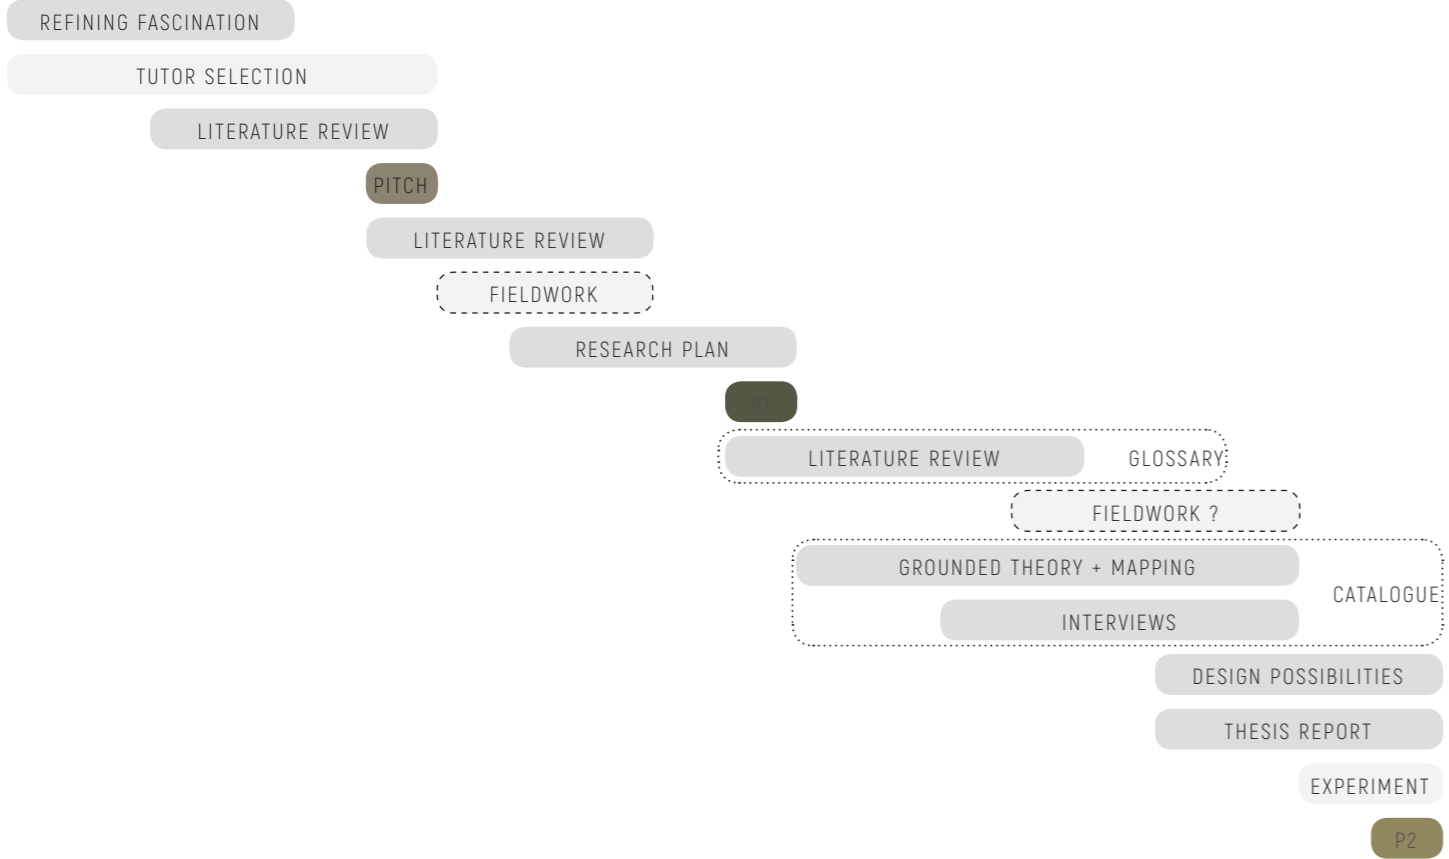 REFINING FASCINATION
TUTOR SELECTION
LITERATURE REVIEW
PITCH
LITERATURE REVIEW
FIELDWORK
RESEARCH PLAN
P1
LITERATURE REVIEW
GLOSSARY
FIELDWORK ?
GROUNDED THEORY + MAPPING
CATALOGUE
INTERVIEWS
DESIGN POSSIBILITIES
THESIS REPORT
EXPERIMENT
P2